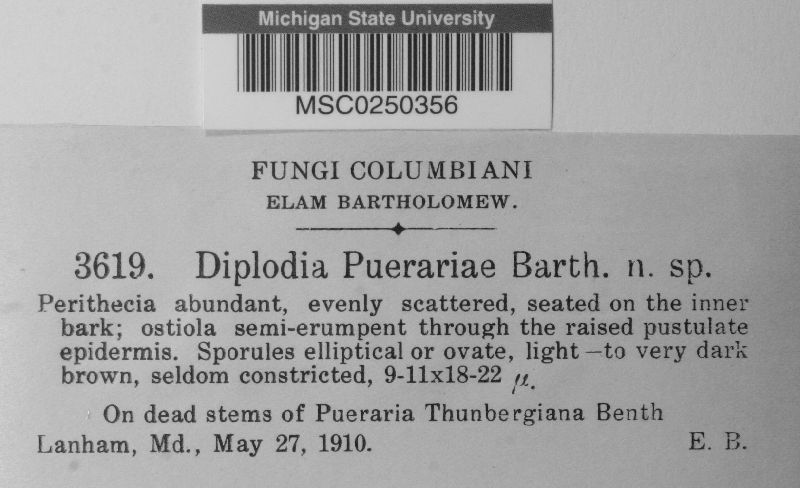 Michigan State University
MSC0250356
FUNGI COLUMBIANI
ELAM BARTHOLOMEW.
3619. Diplodia Puerariae Barth. n. sp.
Perithecia abundant, evenly scattered, seated on the inner
bark; ostiola semi-erumpent through the raised pustulate
epidermis. Sporules elliptical or ovate, light—to very dark
brown, seldom constricted, 9-11x18-22 μ.
On dead stems of Pueraria Thunbergiana Benth
Lanham, Md., May 27, 1910. E. B.